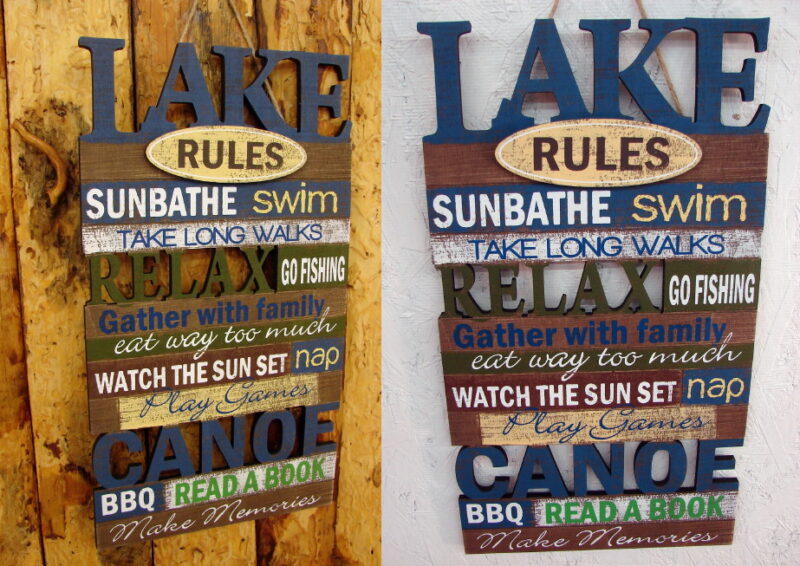 LAKE
RULES
SUNBATHE swim
TAKE LONG WALKS
RELAX GO FISHING
Gather with family
eat way too much
WATCH THE SUN SET nap
Play Games
CANOE
BBQ READ A BOOK
Make Memories
LAKE
RULES
SUNBATHE swim
TAKE LONG WALKS
RELAX GO FISHING
Gather with family
eat way too much
WATCH THE SUN SET nap
Play Games
CANOE
BBQ READ A BOOK
Make Memories